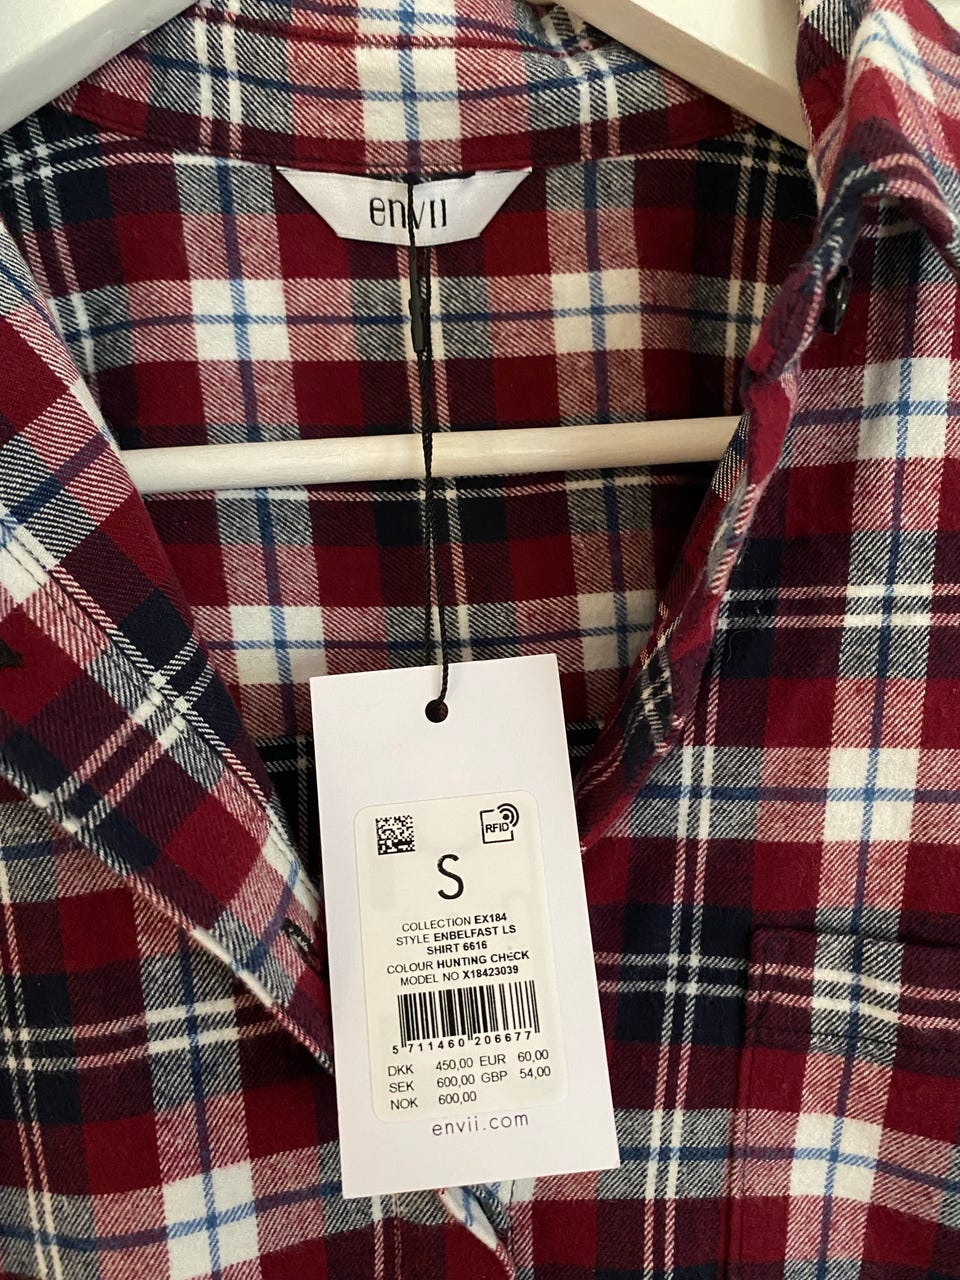 envii
RFID
S
COLLECTION EX184
STYLE ENBELFAST LS
SHIRT 6616
COLOUR HUNTING CHECK
MODEL NO X18423039
5 711460 206677
DKK 450,00 EUR 60,00
SEK 600,00 GBP 54,00
NOK 600,00
envii.com